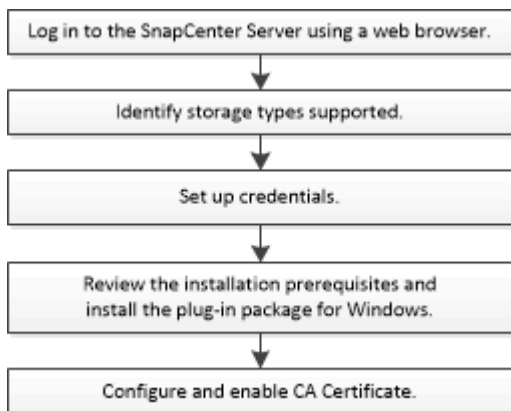 Log in to the SnapCenter Server using a web browser.
Identify storage types supported.
Set up credentials.
Review the installation prerequisites and
install the plug-in package for Windows.
Configure and enable CA Certificate.